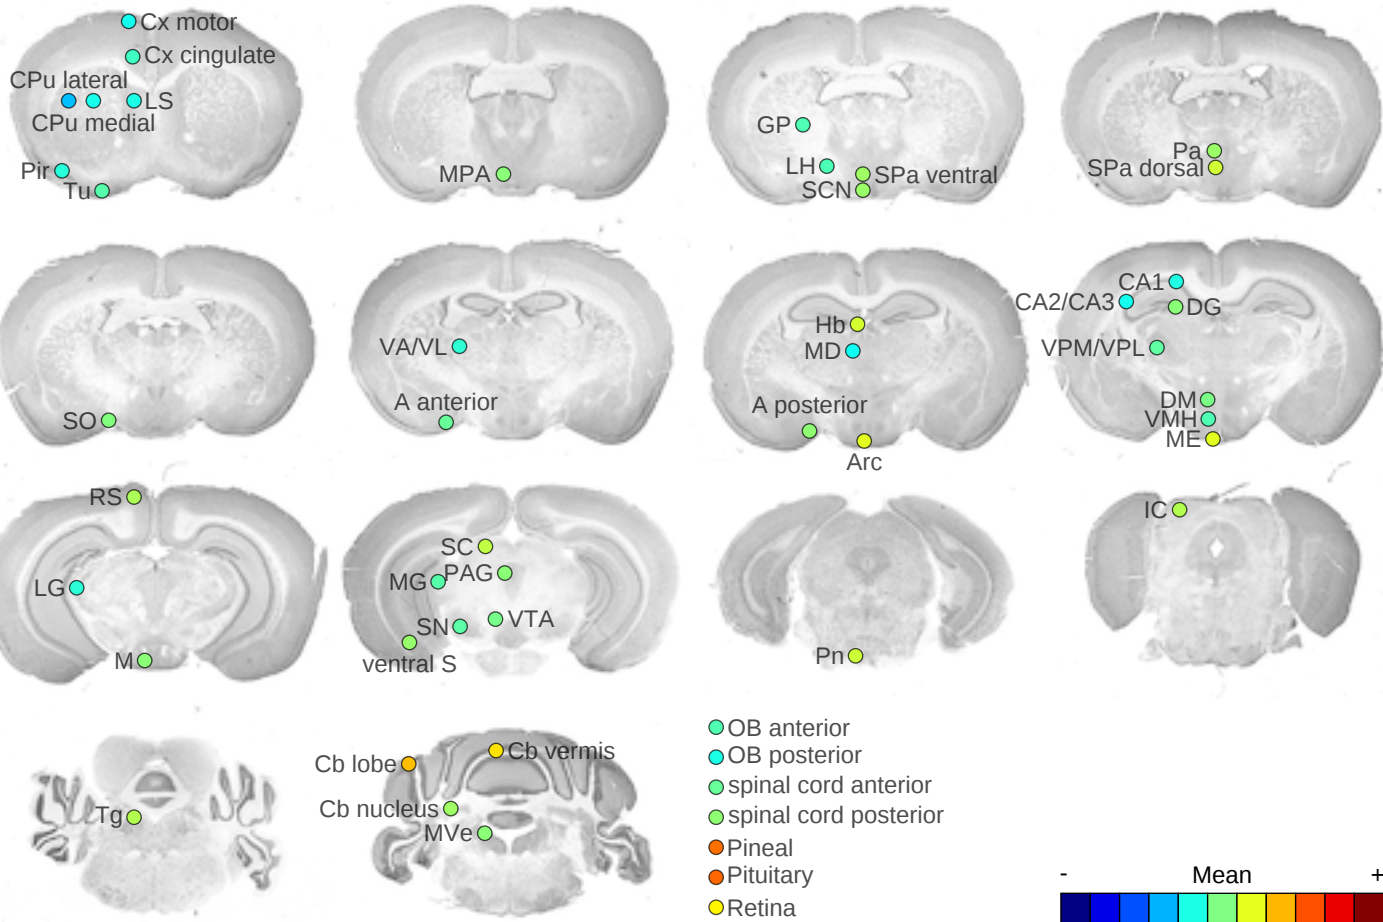 Cx motor
Cx cingulate
CPu lateral
LS
CPu medial
Pir
Tu
MPA
GP
LH
SPa ventral
SCN
Pa
SPa dorsal
SO
VA/VL
A anterior
Hb
MD
A posterior
Arc
CA1
CA2/CA3
DG
VPM/VPL
DM
VMH
ME
RS
LG
M
SC
PAG
MG
SN
VTA
ventral S
Pn
IC
Tg
Cb lobe
Cb vermis
Cb nucleus
MVe
OB anterior
OB posterior
spinal cord anterior
spinal cord posterior
Pineal
Pituitary
Retina
- Mean +